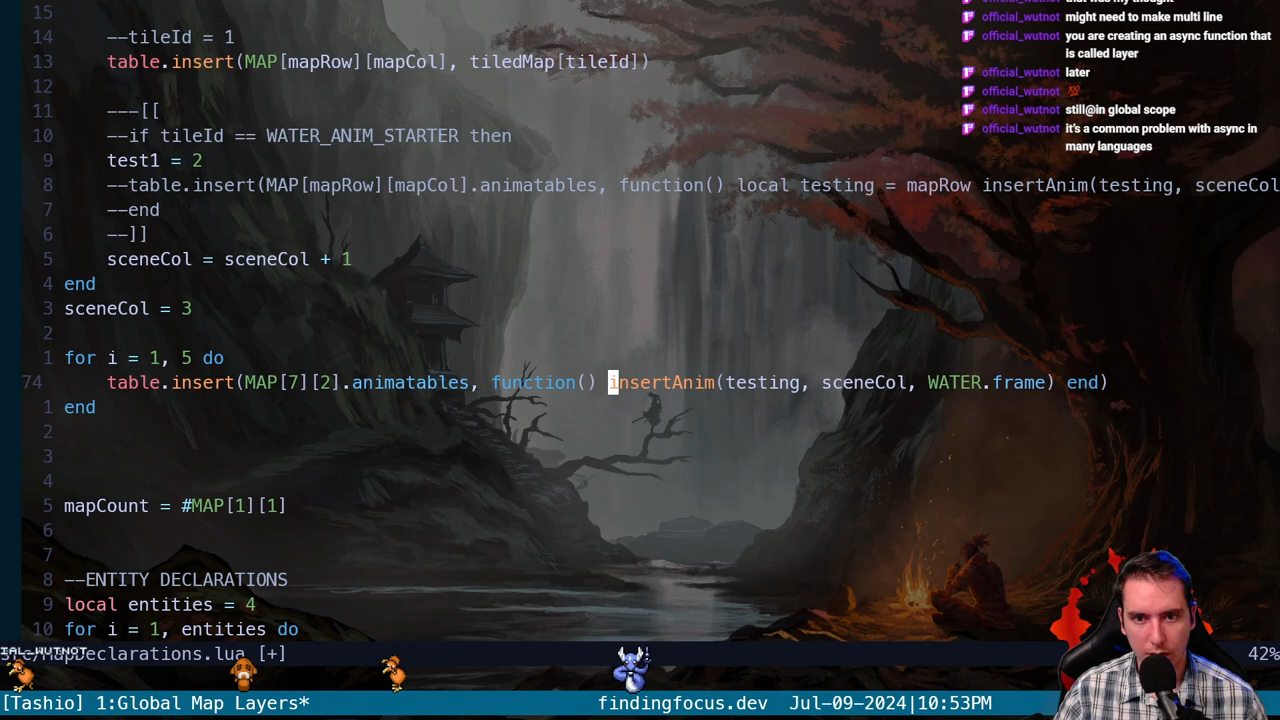 might need to make multi line
official_wutnot might need to make multi line
official_wutnot you are creating an async function that
is called layer
official_wutnot later
official_wutnot 💯
official_wutnot still@in global scope
official_wutnot it's a common problem with async in
many languages
15
14 --tileId = 1
13 table.insert(MAP[mapRow][mapCol], tiledMap[tileId])
12
11 ---[[
10 --if tileId == WATER_ANIM_STARTER then
9 test1 = 2
8 --table.insert(MAP[mapRow][mapCol].animatables, function() local testing = mapRow insertAnim(testing, sceneCol
7 --end
6 --]]
5 sceneCol = sceneCol + 1
4 end
3 sceneCol = 3
2
1 for i = 1, 5 do
74 table.insert(MAP[7][2].animatables, function() insertAnim(testing, sceneCol, WATER.frame) end)
1 end
2
3
4
5 mapCount = #MAP[1][1]
6
7
8 --ENTITY DECLARATIONS
9 local entities = 4
10 for i = 1, entities do
src/MapDeclarations.lua [+] 42%
[Tashio] 1:Global Map Layers* findingfocus.dev Jul-09-2024|10:53PM